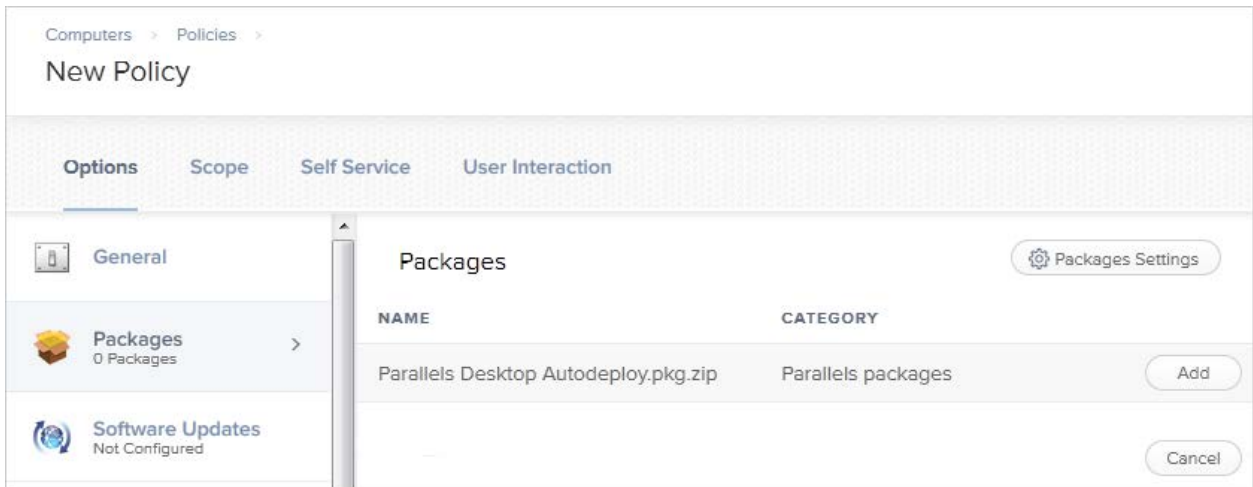 Computers > Policies >
New Policy
Options Scope Self Service User Interaction
General
Packages
0 Packages
Software Updates
Not Configured
Packages
Packages Settings
NAME CATEGORY
Parallels Desktop Autodeploy.pkg.zip Parallels packages Add
Cancel